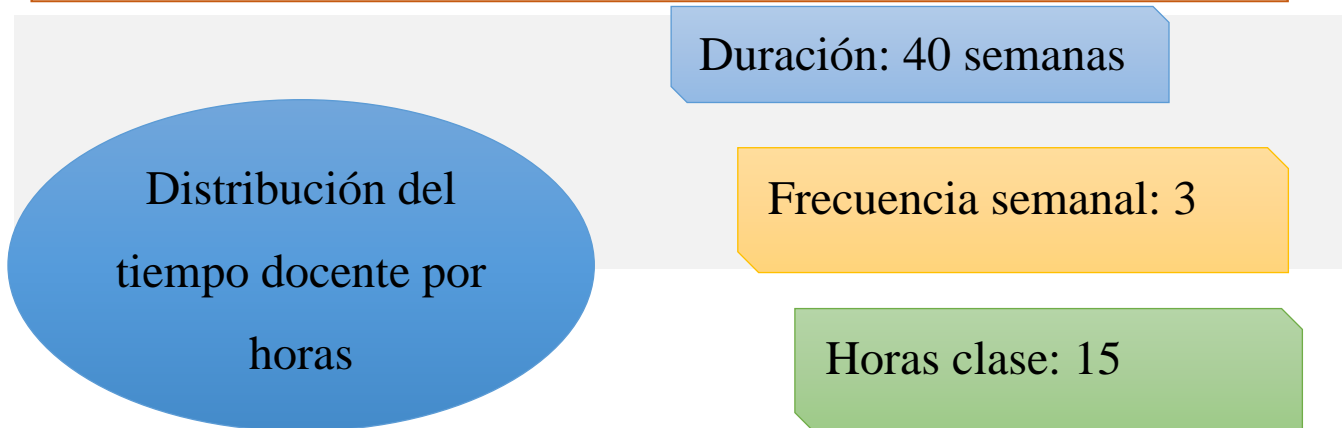 Duración: 40 semanas
Distribución del
tiempo docente por
horas
Frecuencia semanal: 3
Horas clase: 15